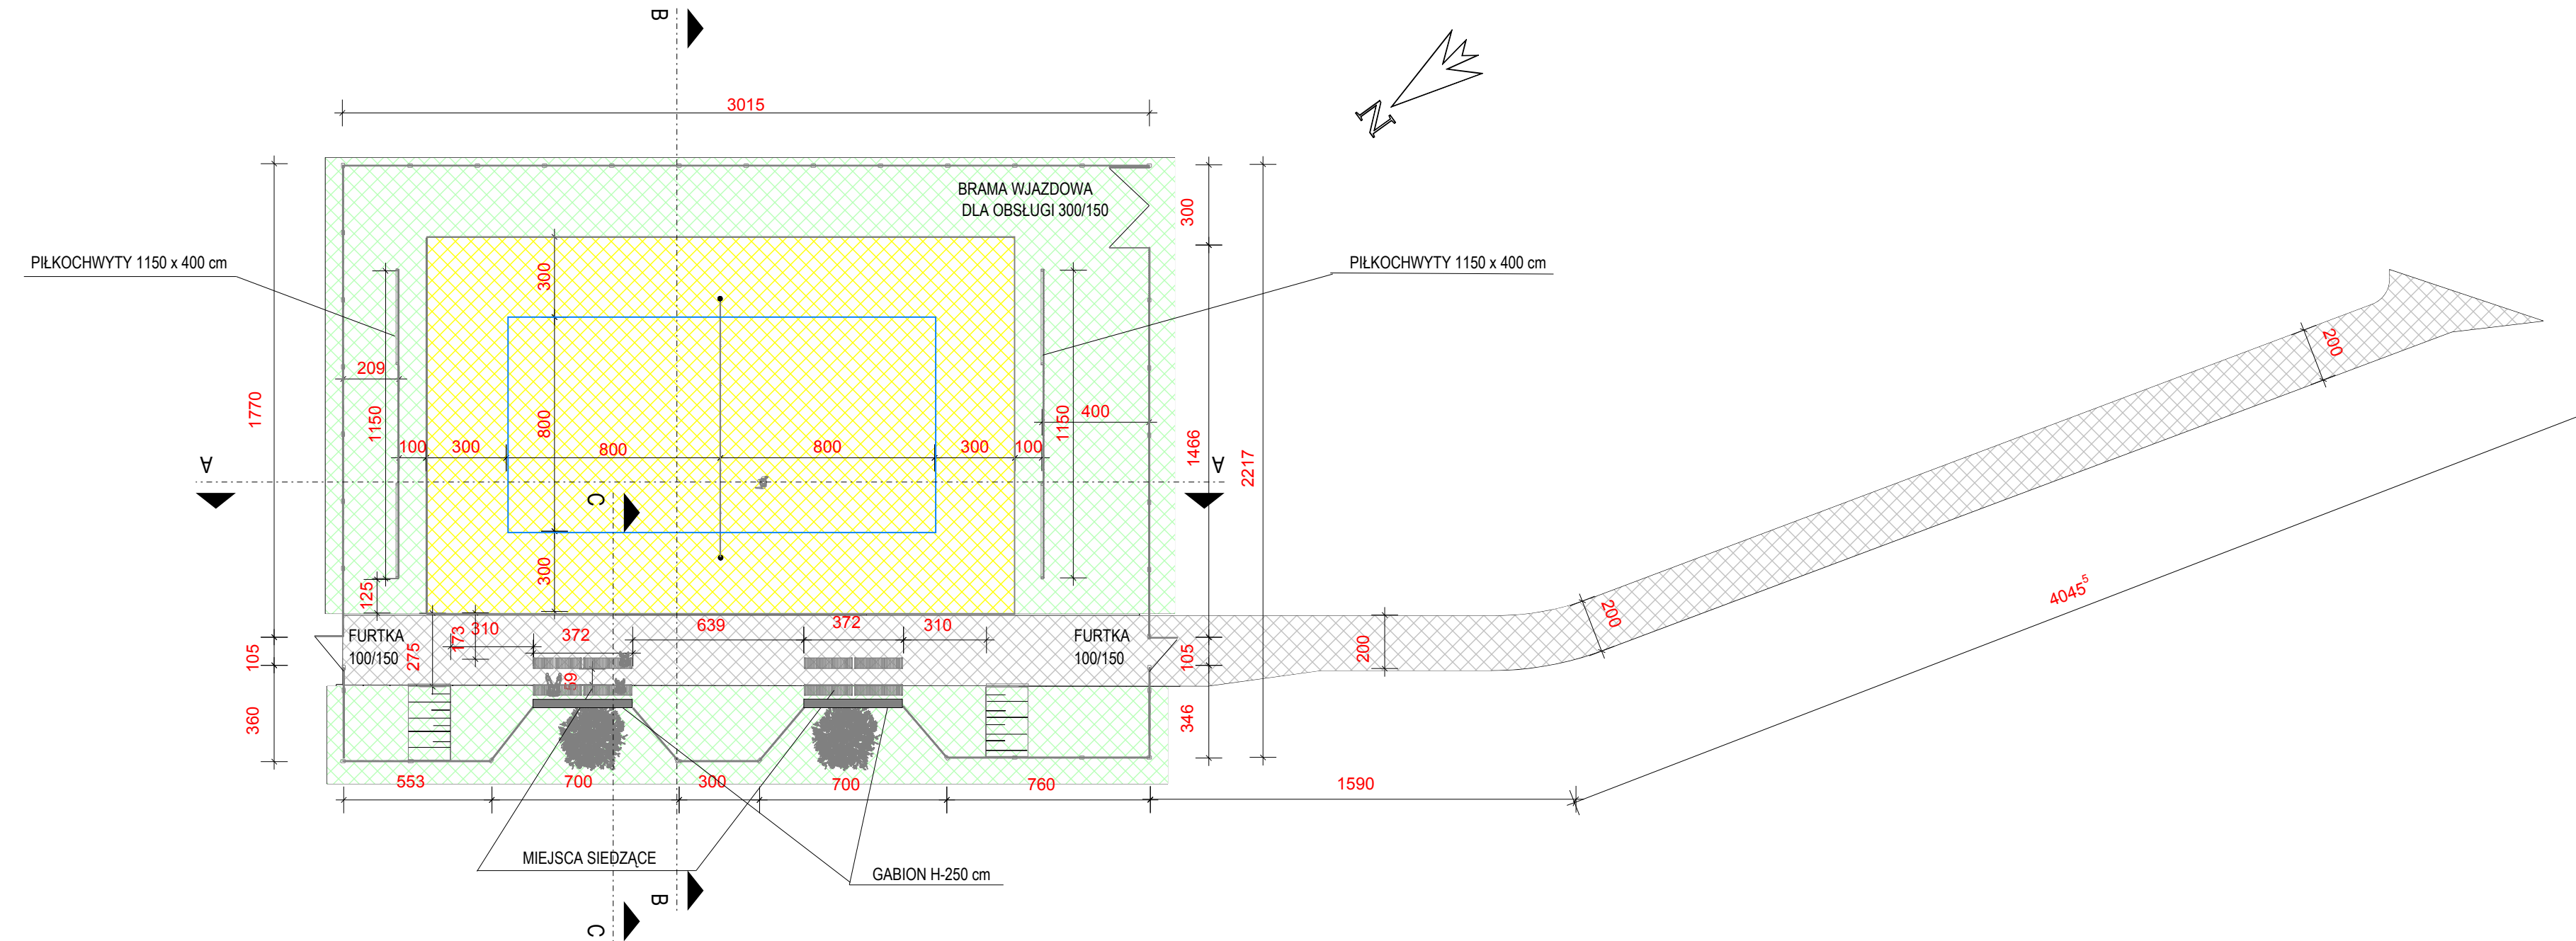 B
N
3015
BRAMA WJAZDOWA
DLA OBSŁUGI 300/150
300
PIŁKOCHWYTY 1150 x 400 cm
PIŁKOCHWYTY 1150 x 400 cm
300
200
209
1770
1150
800
1150
400
1466
2217
100
300
800
800
300
100
A
A
C
300
125
4045⁵
200
FURTKA
100/150
173
310
372
639
372
310
FURTKA
100/150
200
105
275
105
59
360
346
553
700
300
700
760
1590
MIEJSCA SIEDZĄCE
GABION H-250 cm
B
C